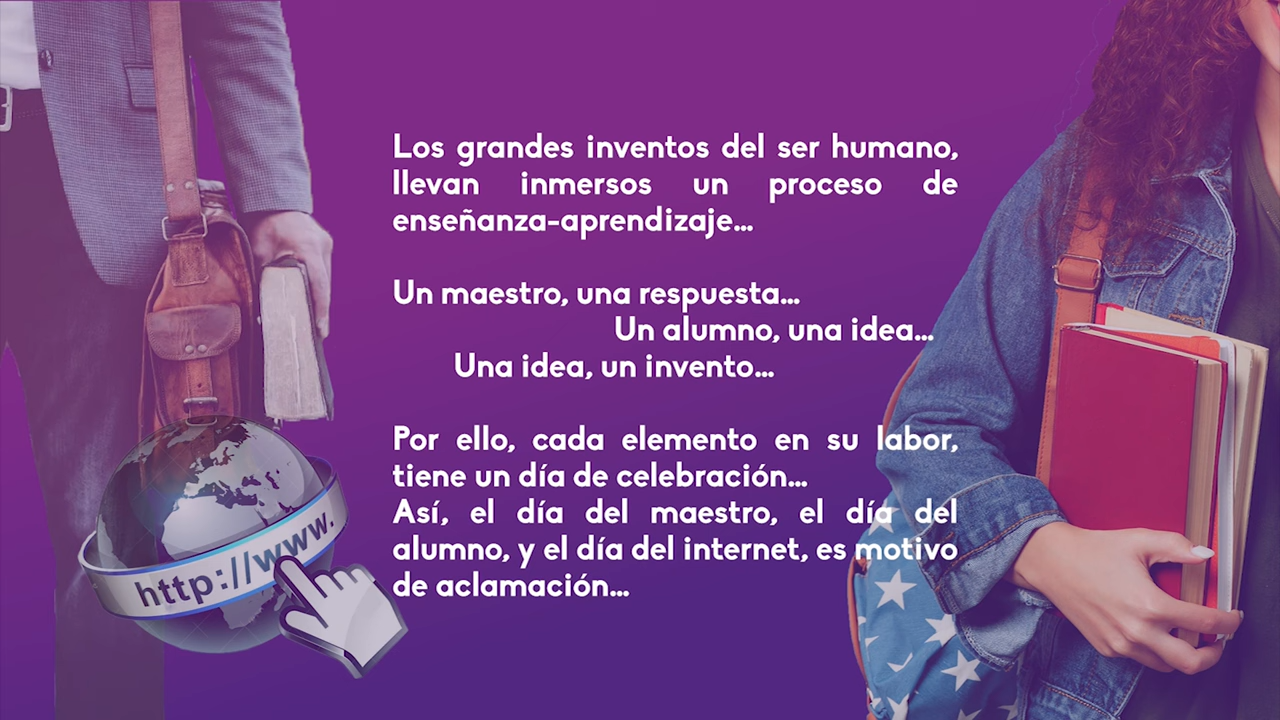 Los grandes inventos del ser humano,
llevan inmersos un proceso de
enseñanza-aprendizaje...
Un maestro, una respuesta...
Un alumno, una idea...
Una idea, un invento...
Por ello, cada elemento en su labor,
tiene un día de celebración...
Así, el día del maestro, el día del
alumno, y el día del internet, es motivo
de aclamación...
http://www.